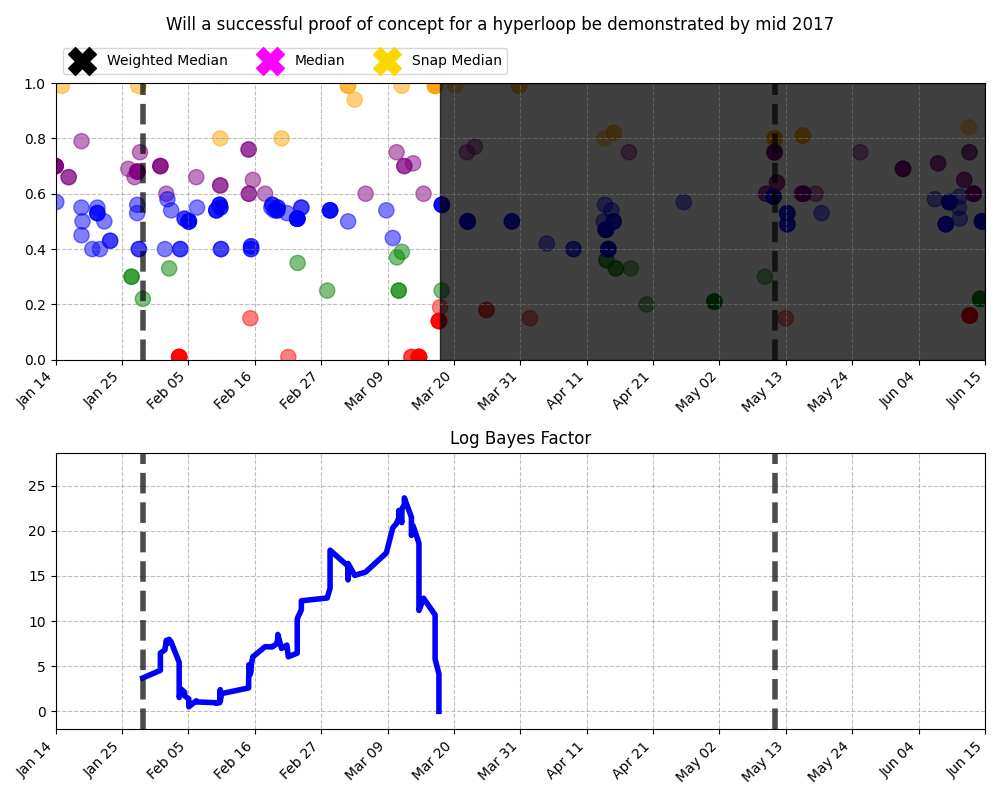 Will a successful proof of concept for a hyperloop be demonstrated by mid 2017
Weighted Median Median Snap Median
1.0
0.8
0.6
0.4
0.2
0.0
Jan 14 Jan 25 Feb 05 Feb 16 Feb 27 Mar 09 Mar 20 Mar 31 Apr 11 Apr 21 May 02 May 13 May 24 Jun 04 Jun 15
Log Bayes Factor
25
20
15
10
5
0
Jan 14 Jan 25 Feb 05 Feb 16 Feb 27 Mar 09 Mar 20 Mar 31 Apr 11 Apr 21 May 02 May 13 May 24 Jun 04 Jun 15